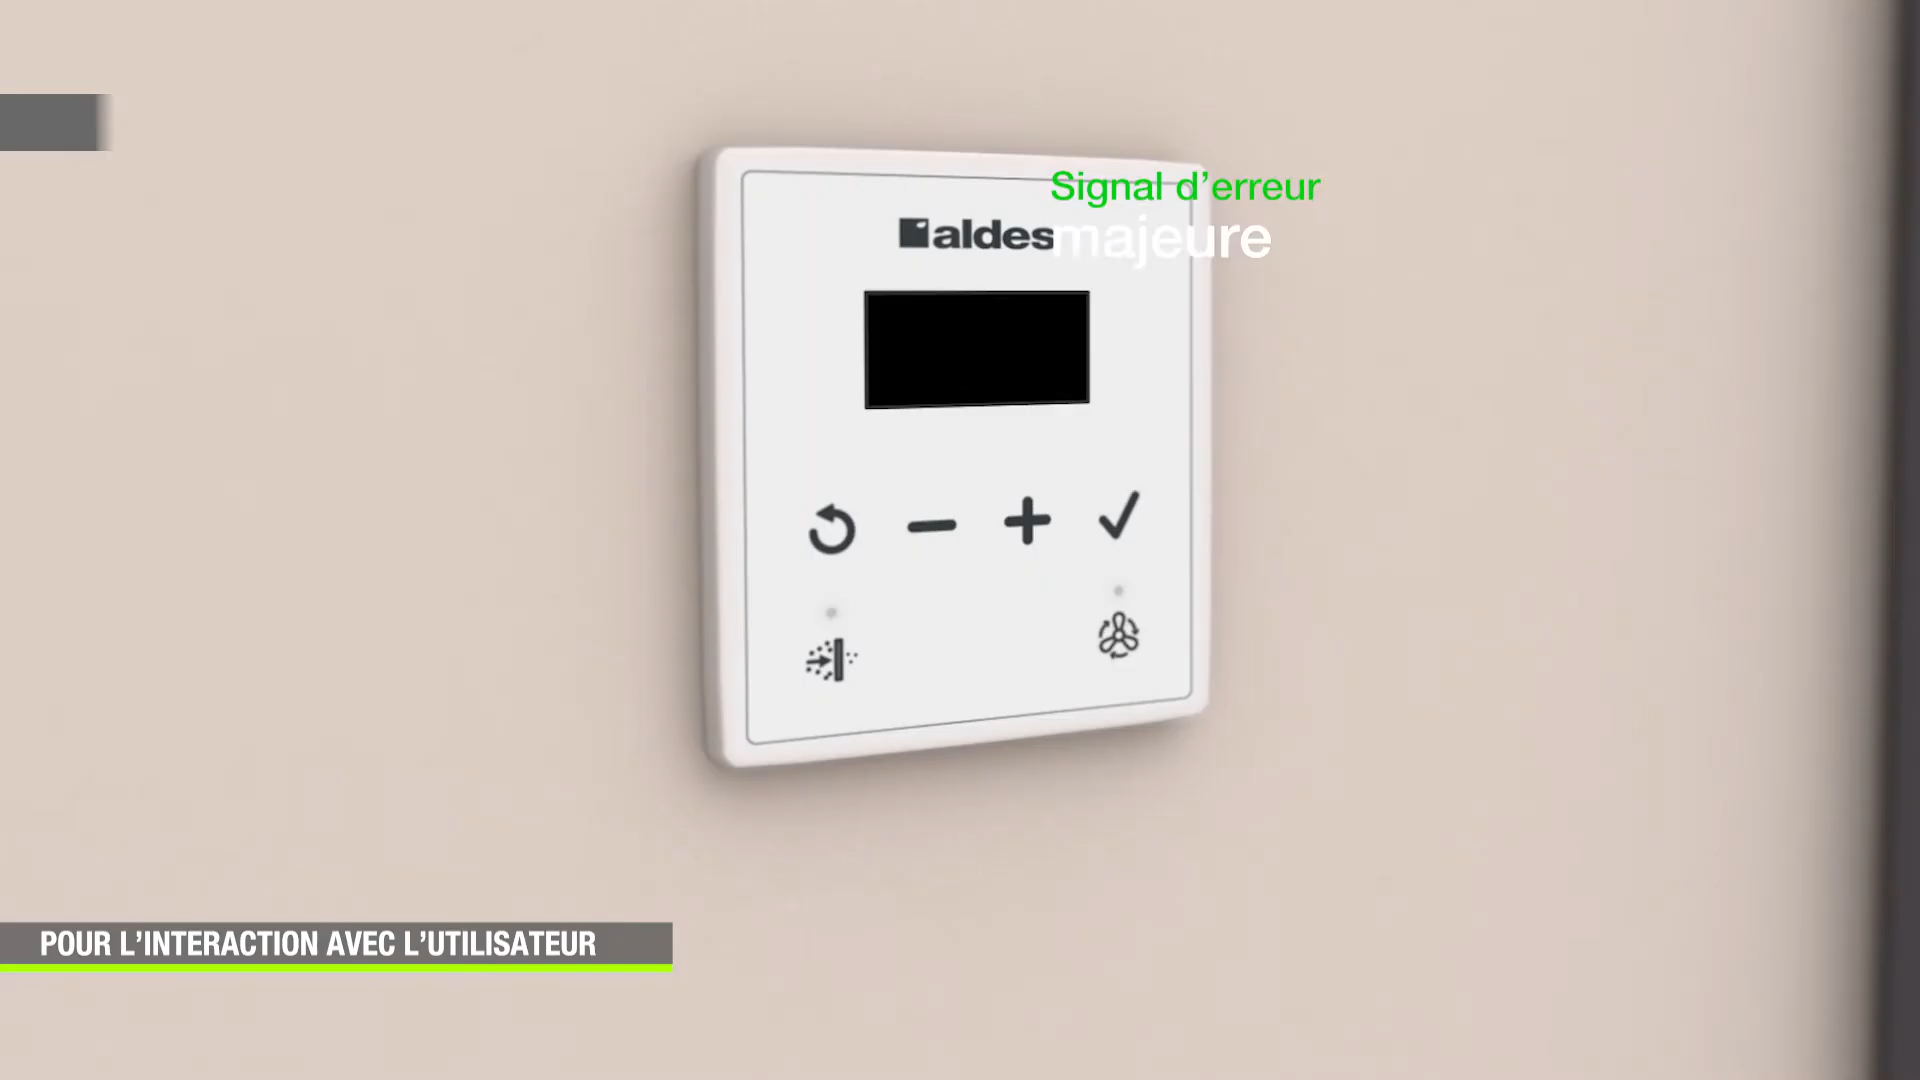 Signal d’erreur
aldes
majeure
POUR L’INTERACTION AVEC L’UTILISATEUR